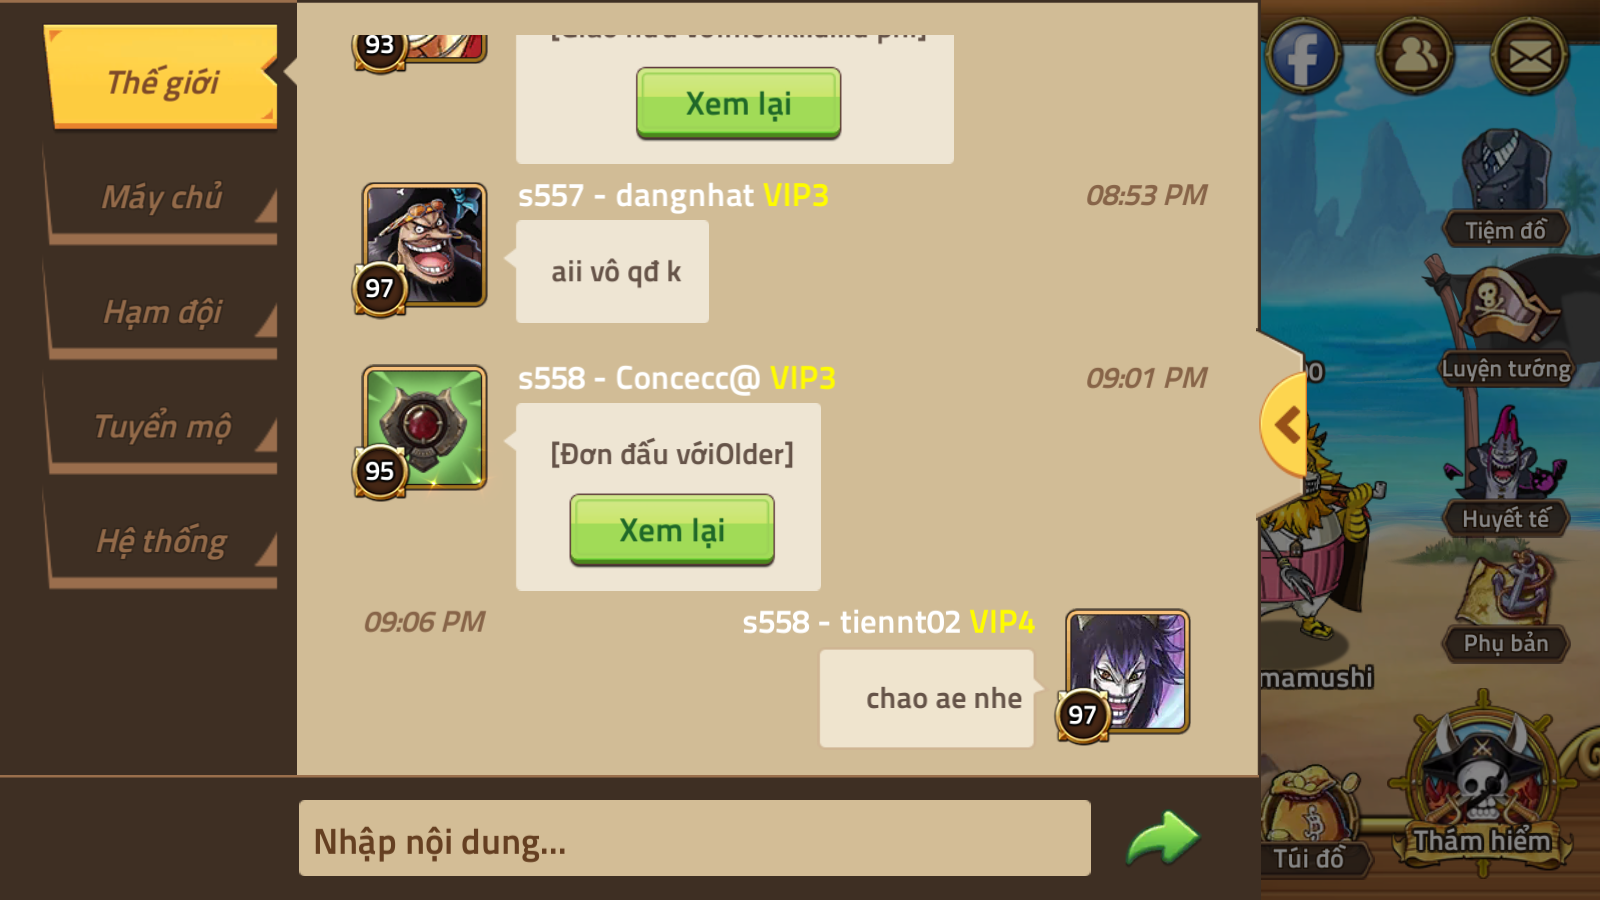 Thế giới
Máy chủ
Hạm đội
Tuyển mộ
Hệ thống
93
Xem lại
s557 - dangnhat VIP3
08:53 PM
97
aii vô qđ k
s558 - Concecc@ VIP3
09:01 PM
95
[Đơn đấu vớiOlder]
Xem lại
09:06 PM
s558 - tiennt02 VIP4
97
chao ae nhe
Nhập nội dung...
Tiệm đồ
Luyện tướng
Huyết tế
Phụ bản
mamushi
Túi đồ
Thám hiểm